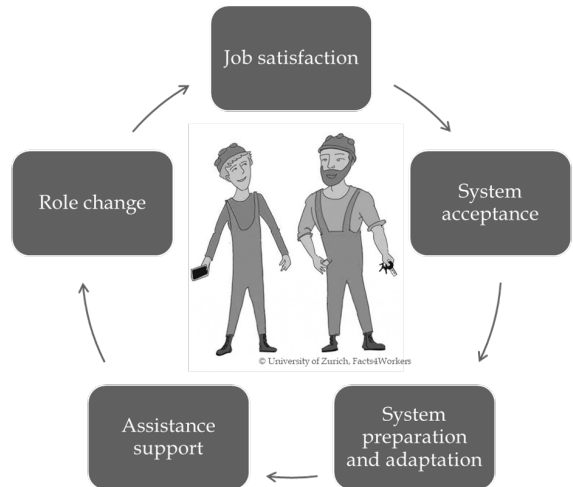 Job satisfaction
System
acceptance
System
preparation
and adaptation
Assistance
support
Role change
© University of Zurich, Facts4Workers